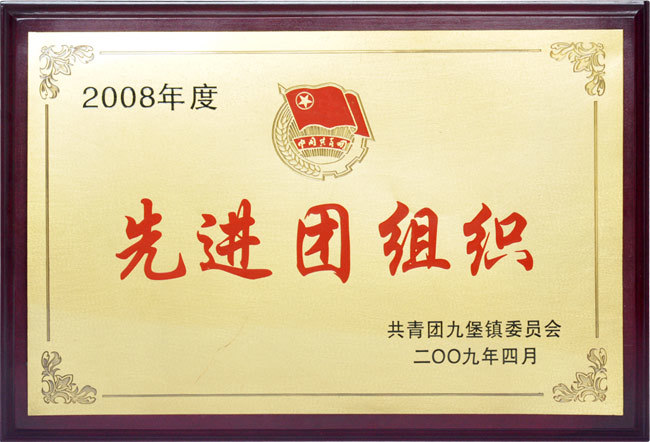 2008年度
中国共青团
先进团组织
共青团九堡镇委员会
二〇〇九年四月